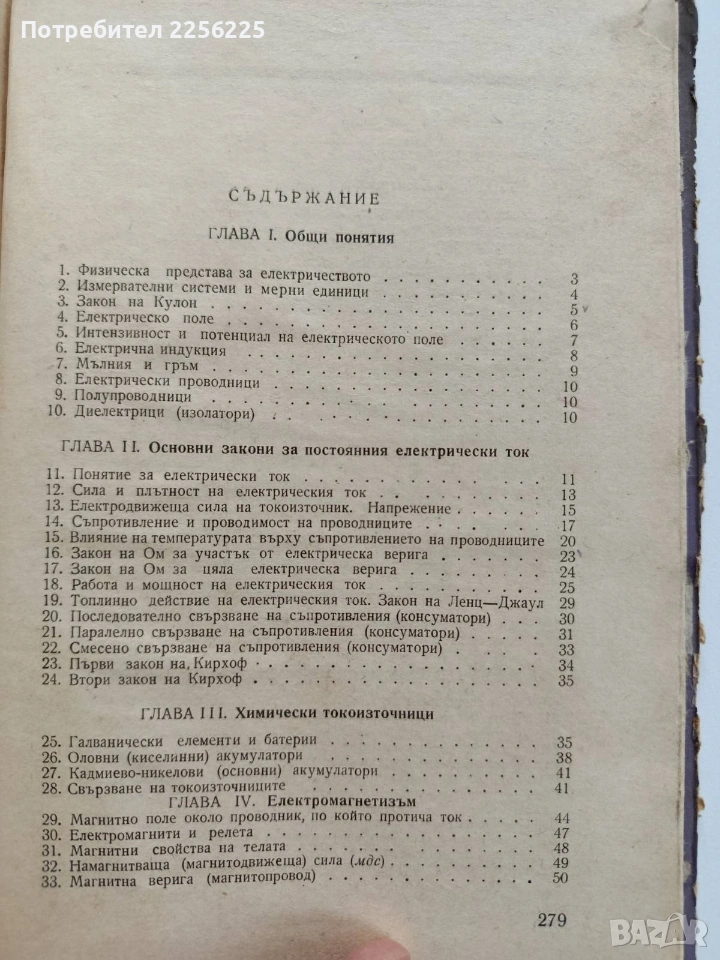 Потребител 2256225
СЪДЪРЖАНИЕ
ГЛАВА I. Общи понятия
1. Физическа представа за електричеството 3
2. Измервателни системи и мерни единици 4
3. Закон на Кулон 5
4. Електрическо поле 6
5. Интензивност и потенциал на електрическото поле 7
6. Електрична индукция 8
7. Мълния и гръм 9
8. Електрически проводници 10
9. Полупроводници 10
10. Диелектрици (изолатори) 10
ГЛАВА II. Основни закони за постоянния електрически ток
11. Понятие за електрически ток 11
12. Сила и плътност на електрическия ток 13
13. Електродвижеща сила на токоизточник. Напрежение 15
14. Съпротивление и проводимост на проводниците 17
15. Влияние на температурата върху съпротивлението на проводниците 20
16. Закон на Ом за участък от електрическа верига 23
17. Закон на Ом за цяла електрическа верига 24
18. Работа и мощност на електрическия ток 25
19. Топлинно действие на електрическия ток. Закон на Ленц—Джаул 29
20. Последователно свързване на съпротивления (консуматори) 30
21. Паралелно свързване на съпротивления (консуматори) 31
22. Смесено свързване на съпротивления (консуматори) 33
23. Първи закон на Кирхоф 34
24. Втори закон на Кирхоф 35
ГЛАВА III. Химически токоизточници
25. Галванически елементи и батерии 35
26. Оловни (киселинни) акумулатори 38
27. Кадмиево-никелови (основни) акумулатори 41
28. Свързване на токоизточниците 41
ГЛАВА IV. Електромагнетизъм
29. Магнитно поле около проводник, по който протича ток 44
30. Електромагнити и релета 47
31. Магнитни свойства на телата 48
32. Намагнитваща (магнитодвижеща) сила (мдс) 49
33. Магнитна верига (магнитопровод) 50
279
BAZAR